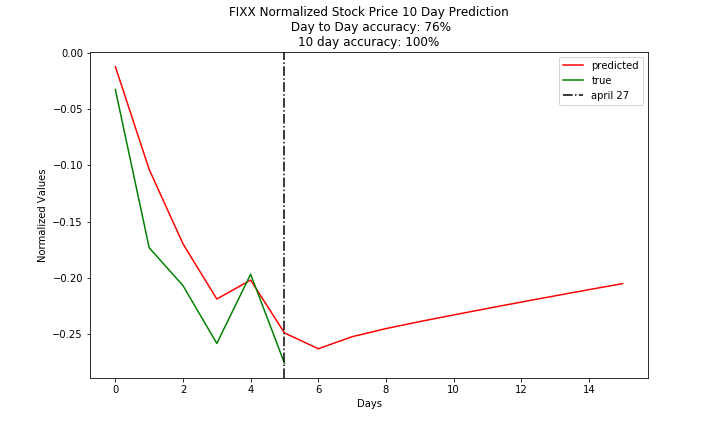 FIXX Normalized Stock Price 10 Day Prediction
Day to Day accuracy: 76%
10 day accuracy: 100%
predicted
true
april 27
0.00
−0.05
−0.10
−0.15
−0.20
−0.25
Normalized Values
0 2 4 6 8 10 12 14
Days